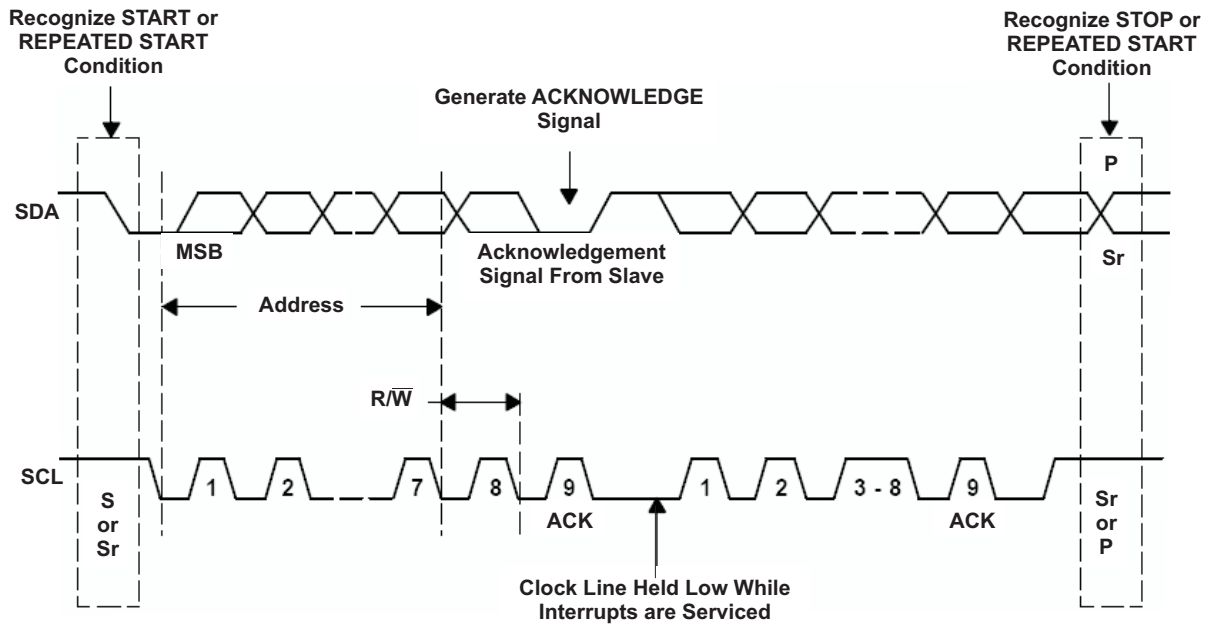 Recognize START or
REPEATED START
Condition
Recognize STOP or
REPEATED START
Condition
Generate ACKNOWLEDGE
Signal
P
SDA
MSB
Acknowledgement
Signal From Slave
Sr
Address
R/W̅
SCL
S
or
Sr
1
2
7
8
9
1
2
3 - 8
9
ACK
ACK
Sr
or
P
Clock Line Held Low While
Interrupts are Serviced